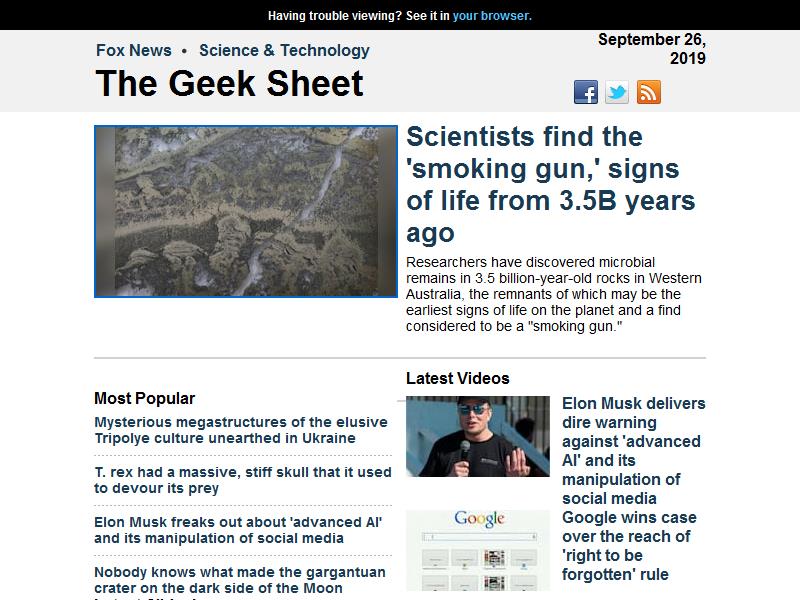 Having trouble viewing? See it in your browser.
Fox News • Science & Technology
The Geek Sheet
September 26,
2019
Scientists find the
'smoking gun,' signs
of life from 3.5B years
ago
Researchers have discovered microbial
remains in 3.5 billion-year-old rocks in Western
Australia, the remnants of which may be the
earliest signs of life on the planet and a find
considered to be a "smoking gun."
Most Popular
Mysterious megastructures of the elusive
Tripolye culture unearthed in Ukraine
T. rex had a massive, stiff skull that it used
to devour its prey
Elon Musk freaks out about 'advanced AI'
and its manipulation of social media
Nobody knows what made the gargantuan
crater on the dark side of the Moon
Latest Videos
Elon Musk delivers
dire warning
against 'advanced
AI' and its
manipulation of
social media
Google
Google wins case
over the reach of
'right to be
forgotten' rule